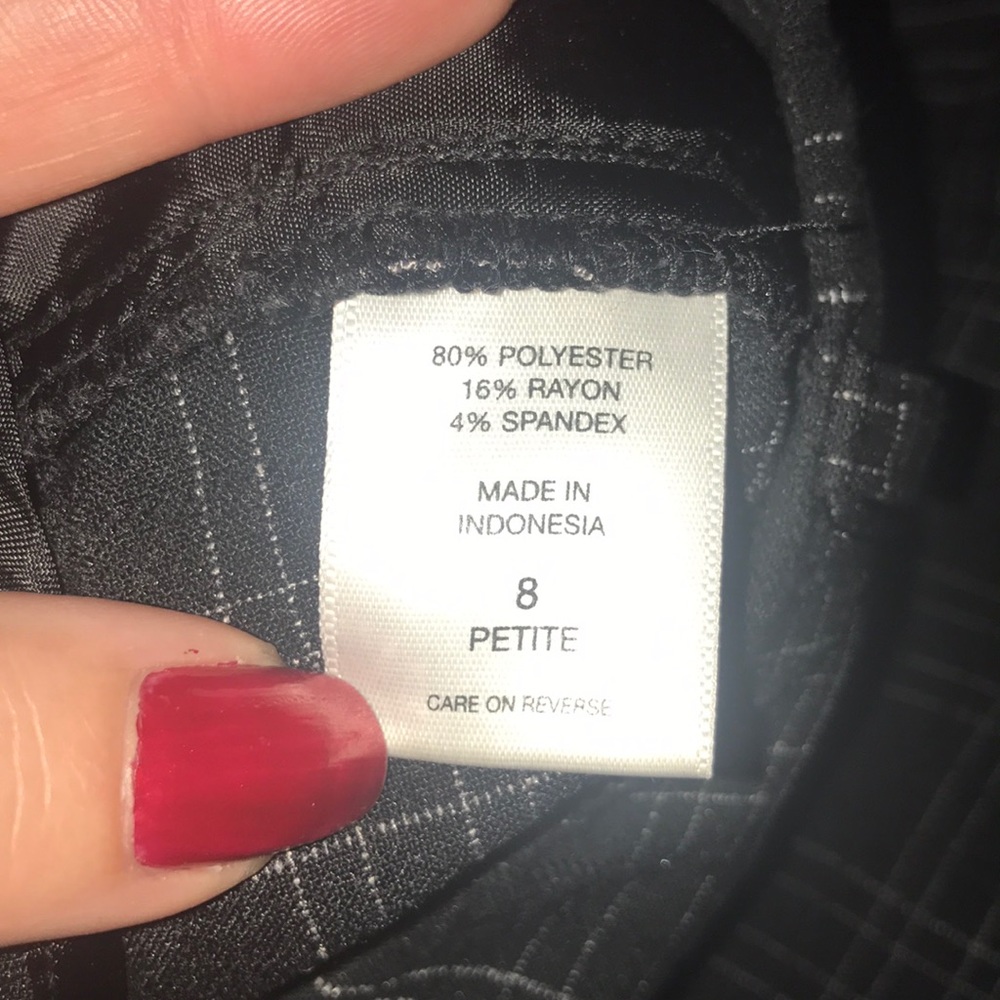 80% POLYESTER
16% RAYON
4% SPANDEX
MADE IN
INDONESIA
8
PETITE
CARE ON REVERSE